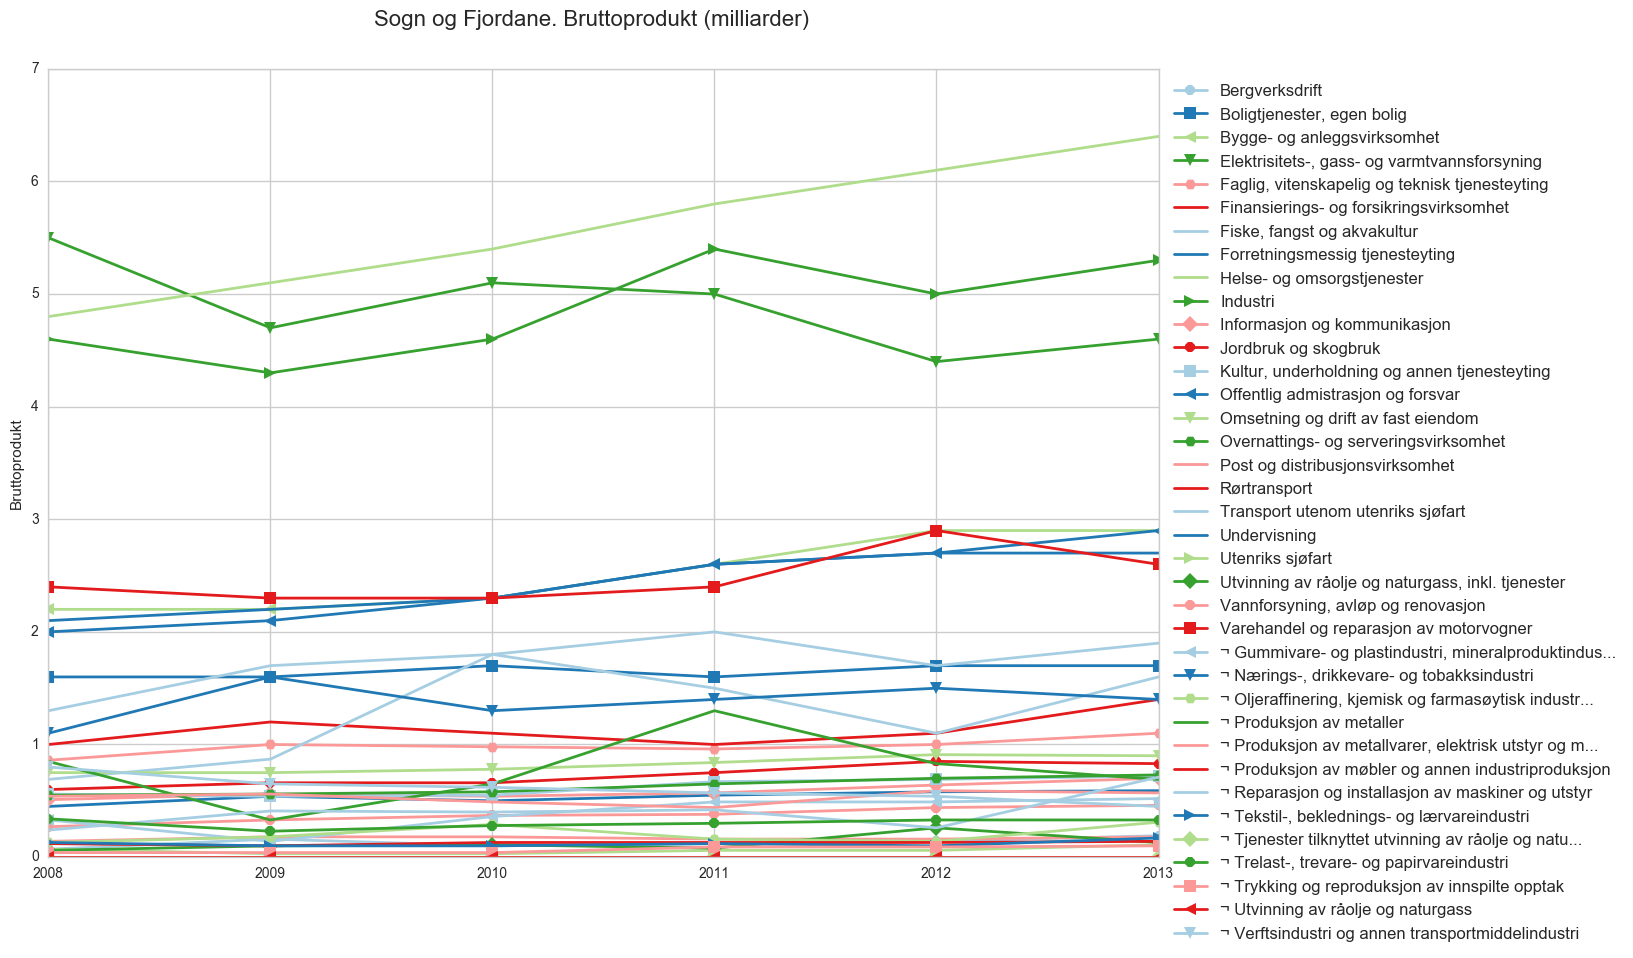 Sogn og Fjordane. Bruttoprodukt (milliarder)
7
6
5
4
3
2
1
0
Bruttoprodukt
2008 2009 2010 2011 2012 2013
Bergverksdrift
Boligtjenester, egen bolig
Bygge- og anleggsvirksomhet
Elektrisitets-, gass- og varmtvannsforsyning
Faglig, vitenskapelig og teknisk tjenesteyting
Finansierings- og forsikringsvirksomhet
Fiske, fangst og akvakultur
Forretningsmessig tjenesteyting
Helse- og omsorgstjenester
Industri
Informasjon og kommunikasjon
Jordbruk og skogbruk
Kultur, underholdning og annen tjenesteyting
Offentlig admistrasjon og forsvar
Omsetning og drift av fast eiendom
Overnattings- og serveringsvirksomhet
Post og distribusjonsvirksomhet
Rørtransport
Transport utenom utenriks sjøfart
Undervisning
Utenriks sjøfart
Utvinning av råolje og naturgass, inkl. tjenester
Vannforsyning, avløp og renovasjon
Varehandel og reparasjon av motorvogner
¬ Gummivare- og plastindustri, mineralproduktindus...
¬ Nærings-, drikkevare- og tobakksindustri
¬ Oljeraffinering, kjemisk og farmasøytisk industr...
¬ Produksjon av metaller
¬ Produksjon av metallvarer, elektrisk utstyr og m...
¬ Produksjon av møbler og annen industriproduksjon
¬ Reparasjon og installasjon av maskiner og utstyr
¬ Tekstil-, beklednings- og lærvareindustri
¬ Tjenester tilknyttet utvinning av råolje og natu...
¬ Trelast-, trevare- og papirvareindustri
¬ Trykking og reproduksjon av innspilte opptak
¬ Utvinning av råolje og naturgass
¬ Verftsindustri og annen transportmiddelindustri